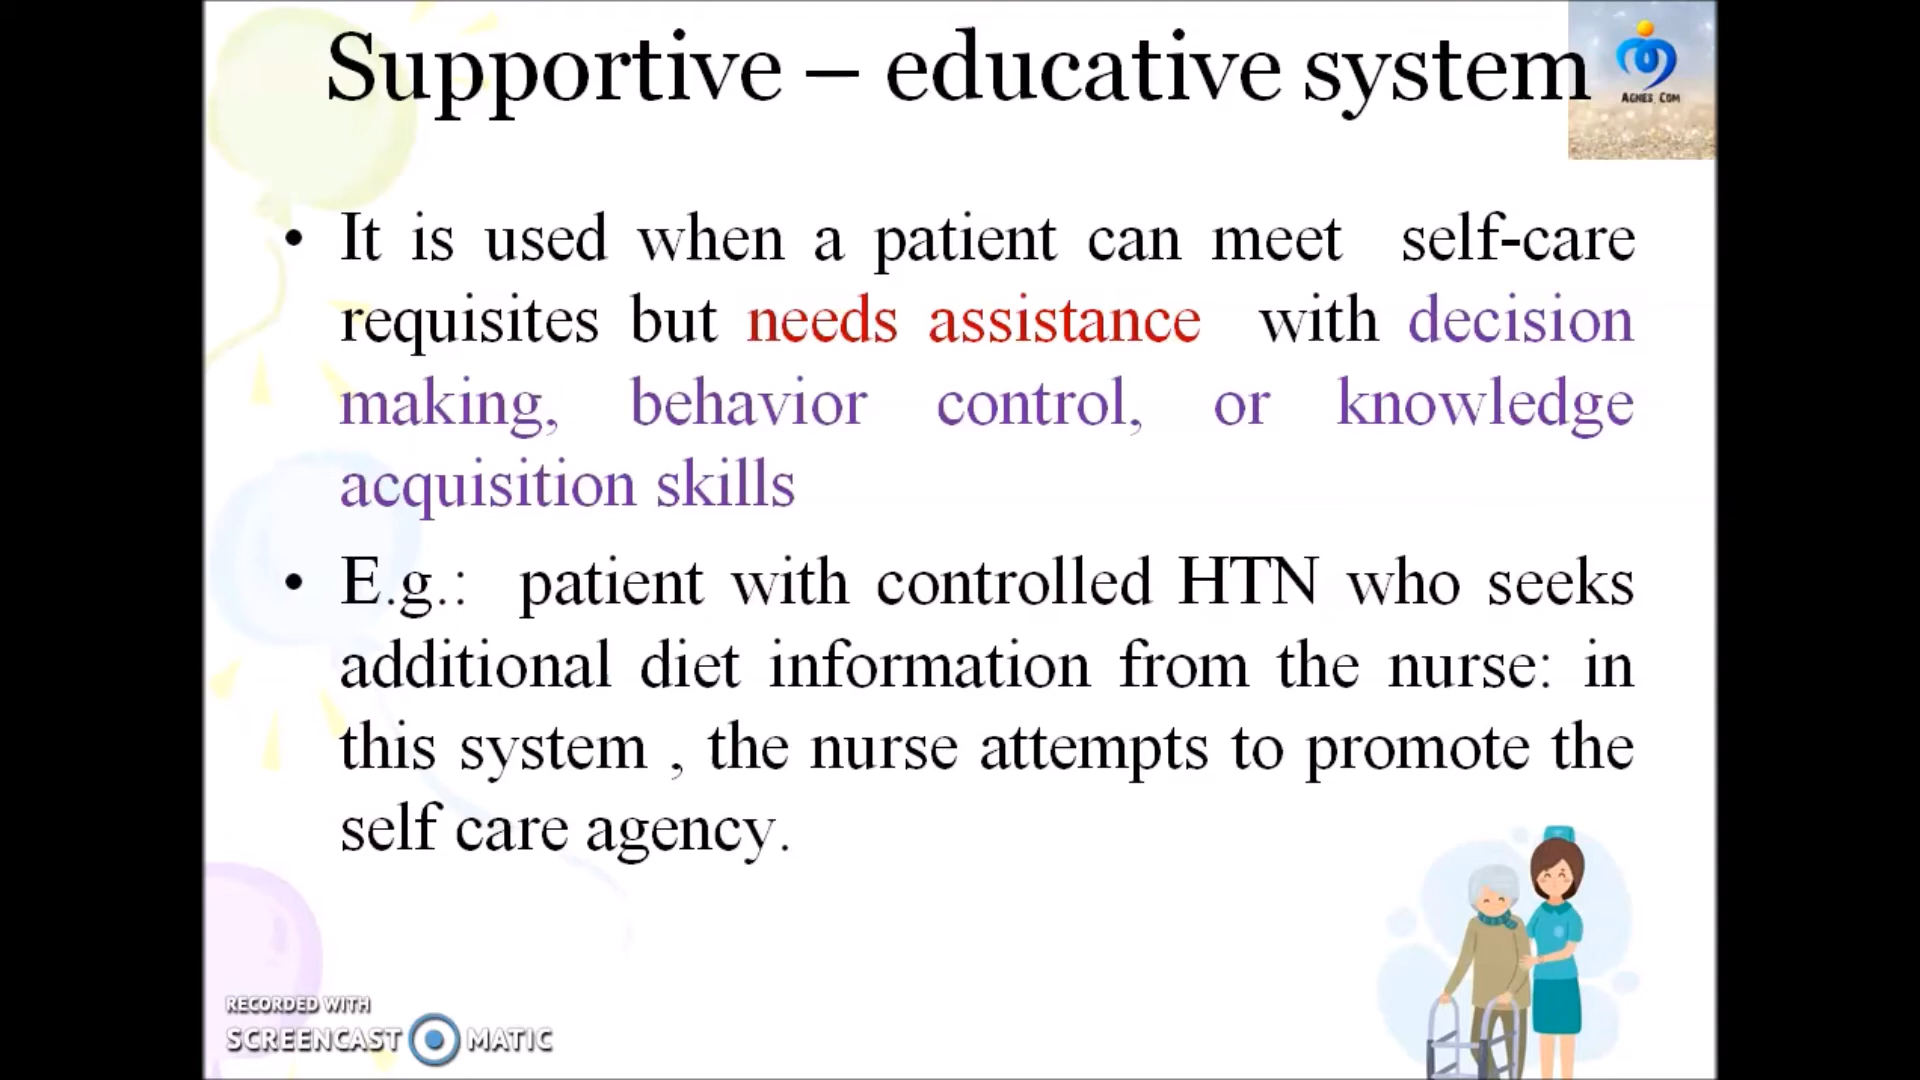 Supportive – educative system
AGNES. COM
• It is used when a patient can meet self-care
requisites but needs assistance with decision
making, behavior control, or knowledge
acquisition skills
• E.g.: patient with controlled HTN who seeks
additional diet information from the nurse: in
this system , the nurse attempts to promote the
self care agency.
RECORDED WITH
SCREENCAST MATIC